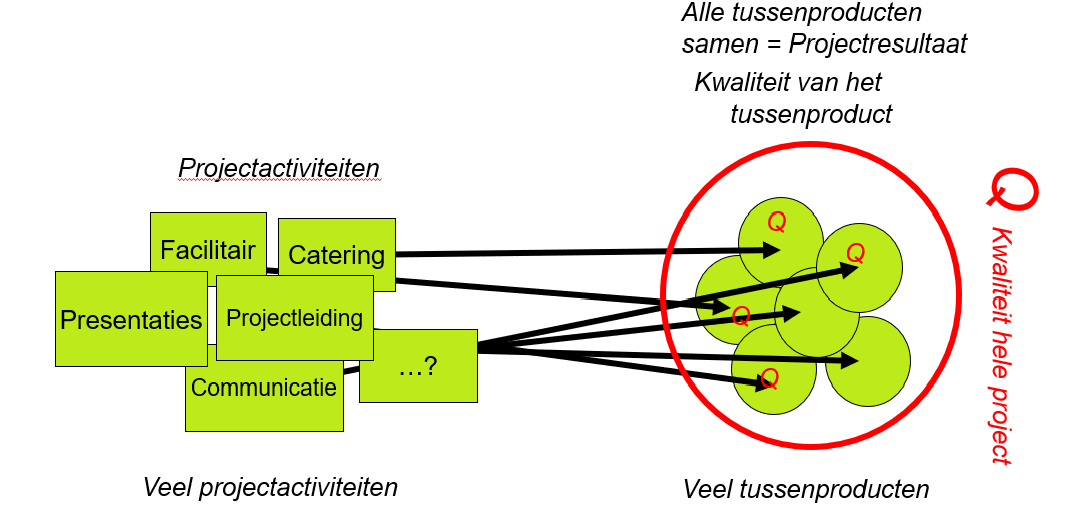 Alle tussenproducten
samen = Projectresultaat
Kwaliteit van het
tussenproduct
Projectactiviteiten
Facilitair
Catering
Presentaties
Projectleiding
Communicatie
...?
Q
Q
Q
Q
Q Kwaliteit hele project
Veel projectactiviteiten
Veel tussenproducten